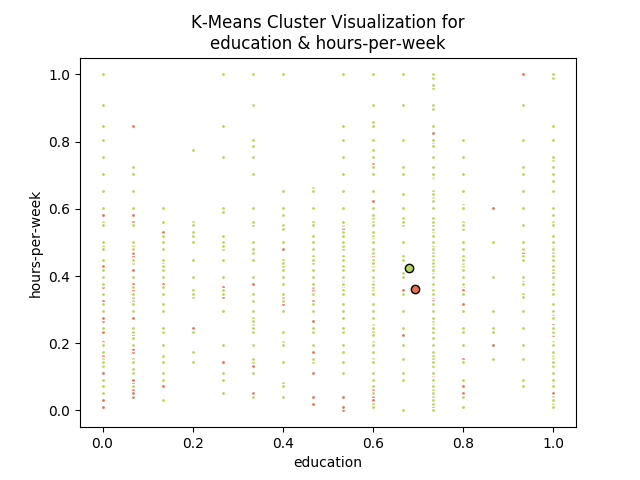 K-Means Cluster Visualization for
education & hours-per-week
1.0
0.8
0.6
0.4
0.2
0.0
hours-per-week
0.0 0.2 0.4 0.6 0.8 1.0
education